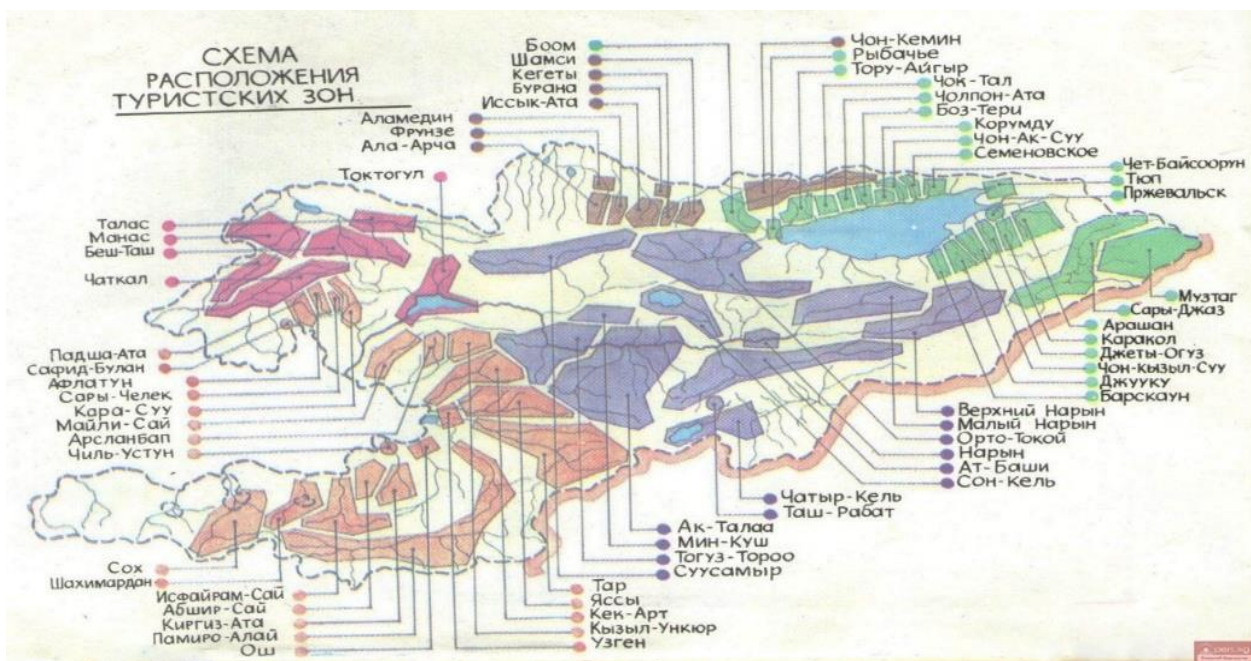 СХЕМА
РАСПОЛОЖЕНИЯ
ТУРИСТСКИХ ЗОН
Боом
Шамси
Кегеты
Бурана
Иссык-Ата
Аламедин
Фрунзе
Ала-Арча
Токтогул
Чон-Кемин
Рыбачье
Тору-Айгыр
Чок-Тал
Чолпон-Ата
Боз-Тери
Корумду
Чон-Ак-Суу
Семеновское
Чет-Байсоорун
Тюп
Пржевальск
Талас
Манас
Беш-Таш
Чаткал
Падша-Ата
Сафид-Булан
Афлатун
Сары-Челек
Кара-Суу
Майли-Сай
Арсланбап
Чиль-Устун
Музтаг
Сары-Джаз
Арашан
Каракол
Джеты-Огуз
Чон-Кызыл-Суу
Джууку
Барскаун
Верхний Нарын
Малый Нарын
Орто-Токой
Нарын
Ат-Баши
Сон-Кель
Чатыр-Кель
Таш-Рабат
Ак-Талаа
Мин-Куш
Тогуз-Тороо
Суусамыр
Сох
Шахимардан
Исфайрам-Сай
Абшир-Сай
Киргиз-Ата
Памиро-Алай
Ош
Тар
Яссы
Кек-Арт
Кызыл-Ункюр
Узген